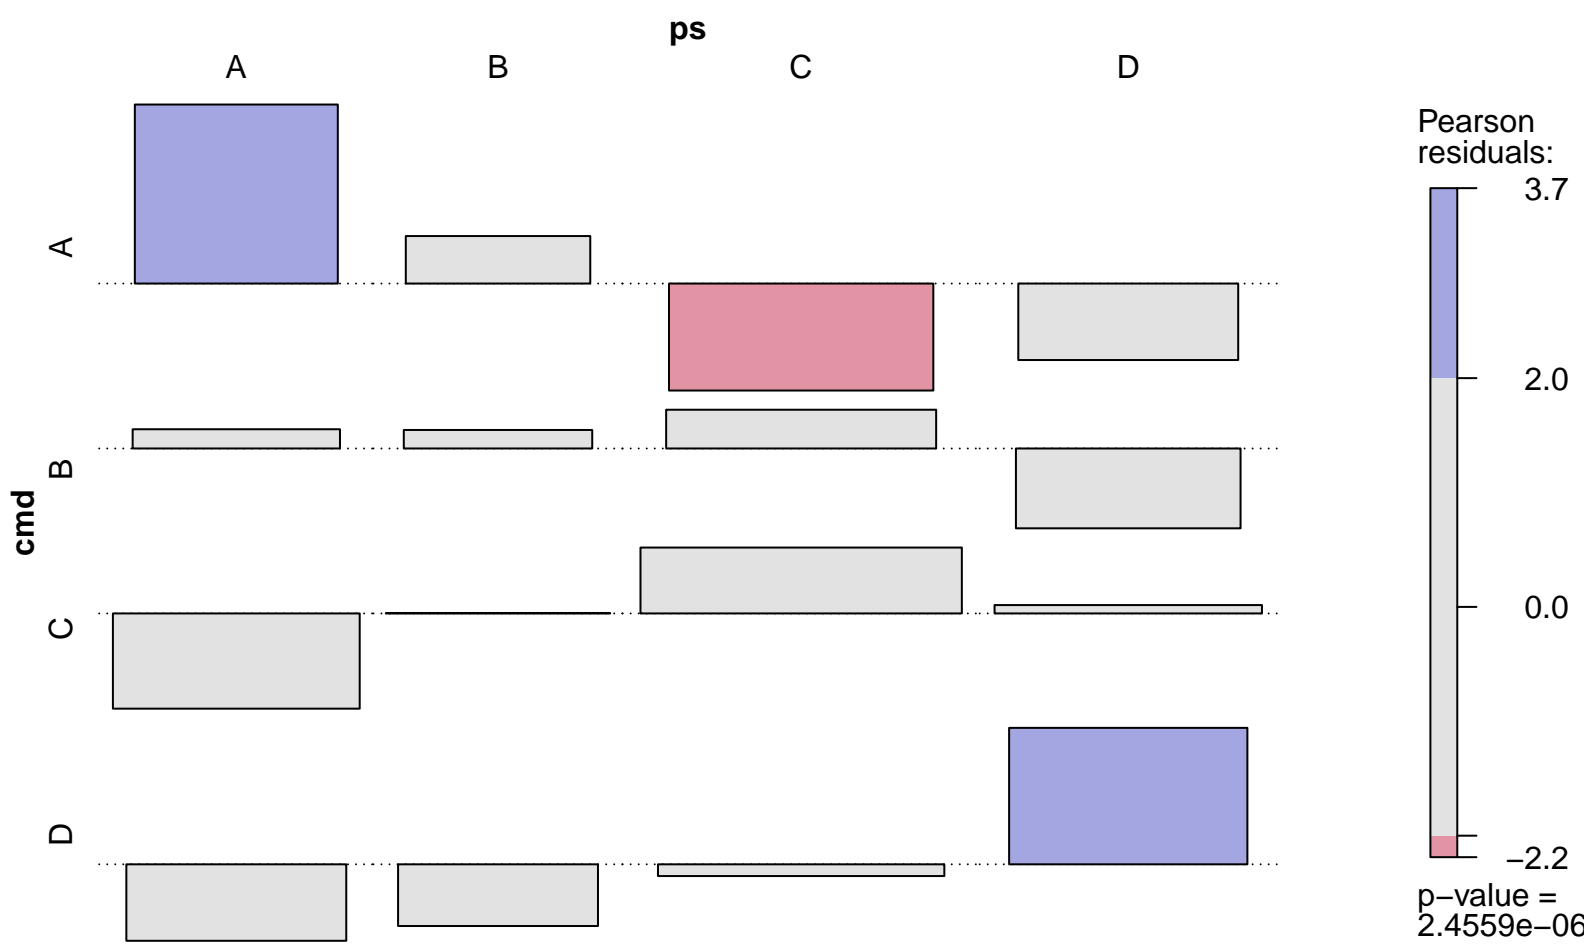 ps
A B C D
cmd
A
B
C
D
Pearson
residuals:
3.7
2.0
0.0
−2.2
p−value =
2.4559e−06